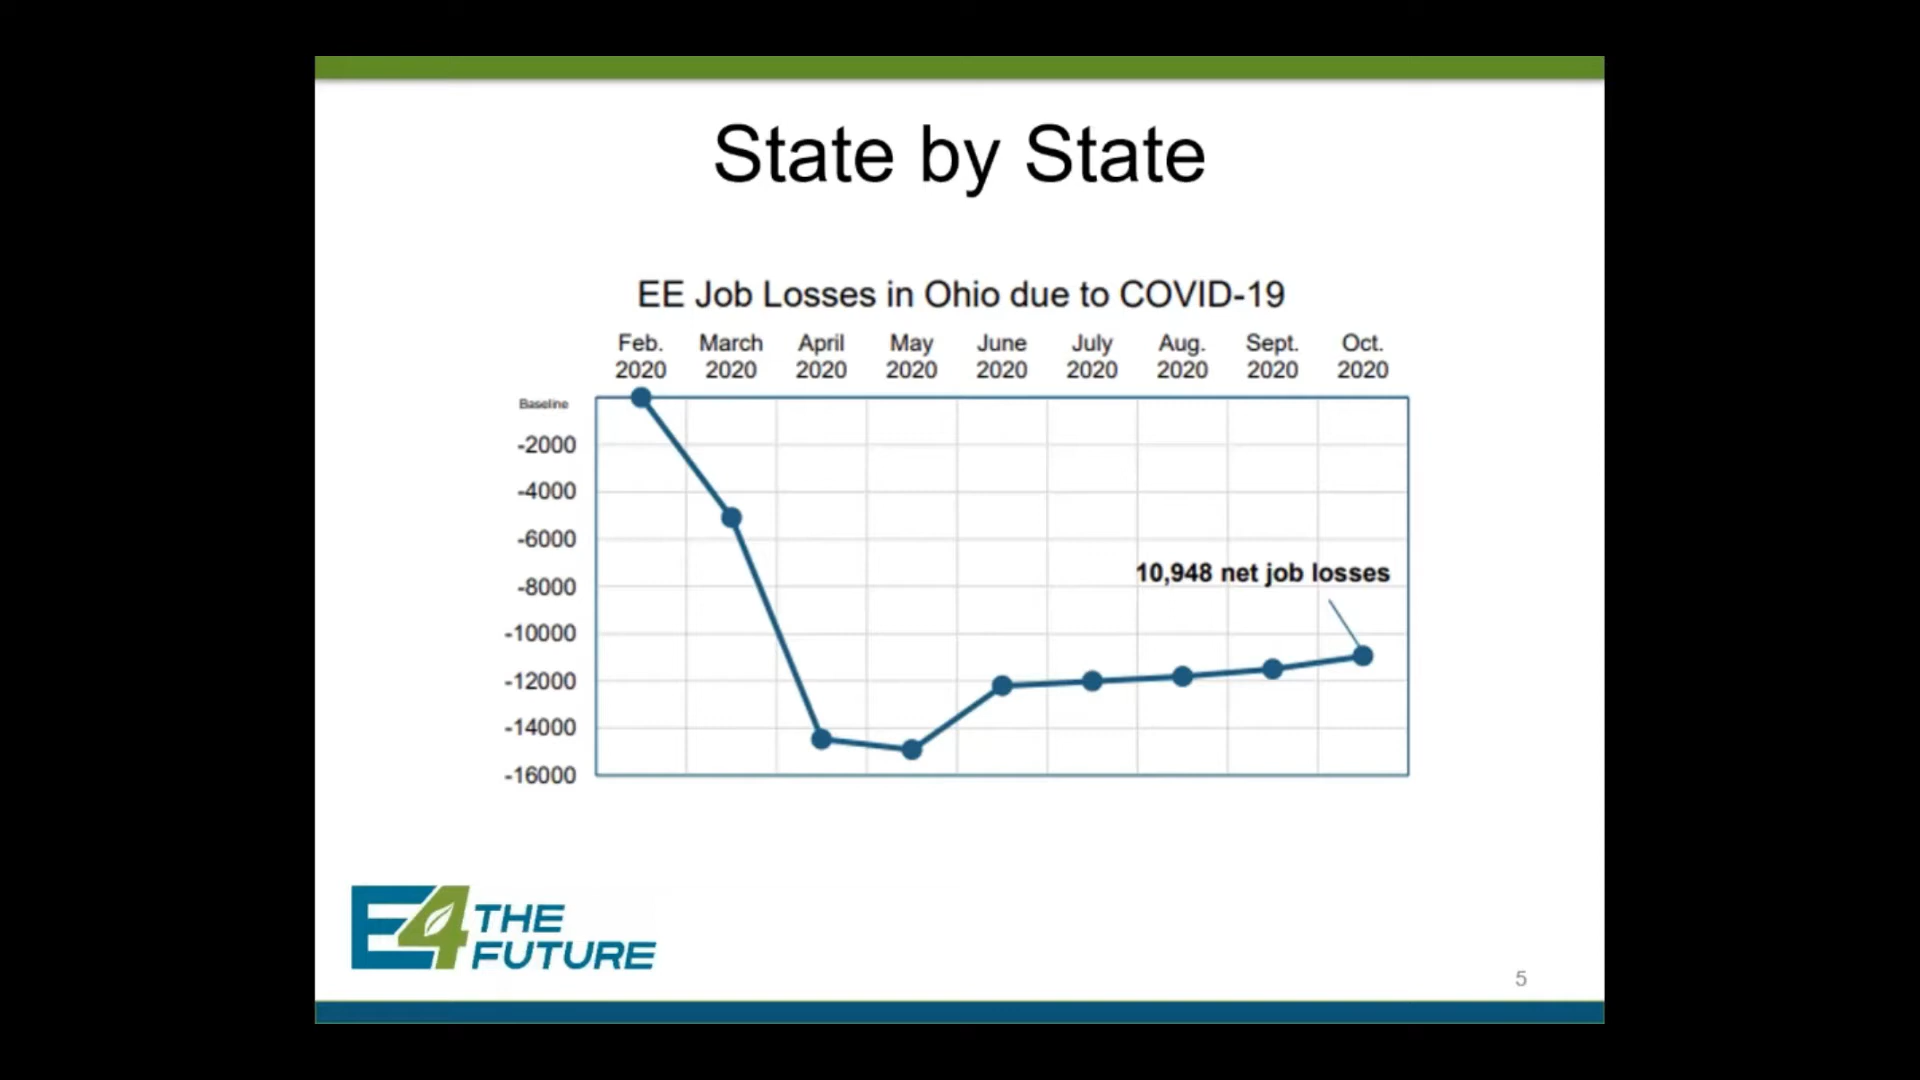 State by State
EE Job Losses in Ohio due to COVID-19
Feb. March April May June July Aug. Sept. Oct.
2020 2020 2020 2020 2020 2020 2020 2020 2020
Baseline
-2000
-4000
-6000
10,948 net job losses
-8000
-10000
-12000
-14000
-16000
E4 THE
FUTURE
5